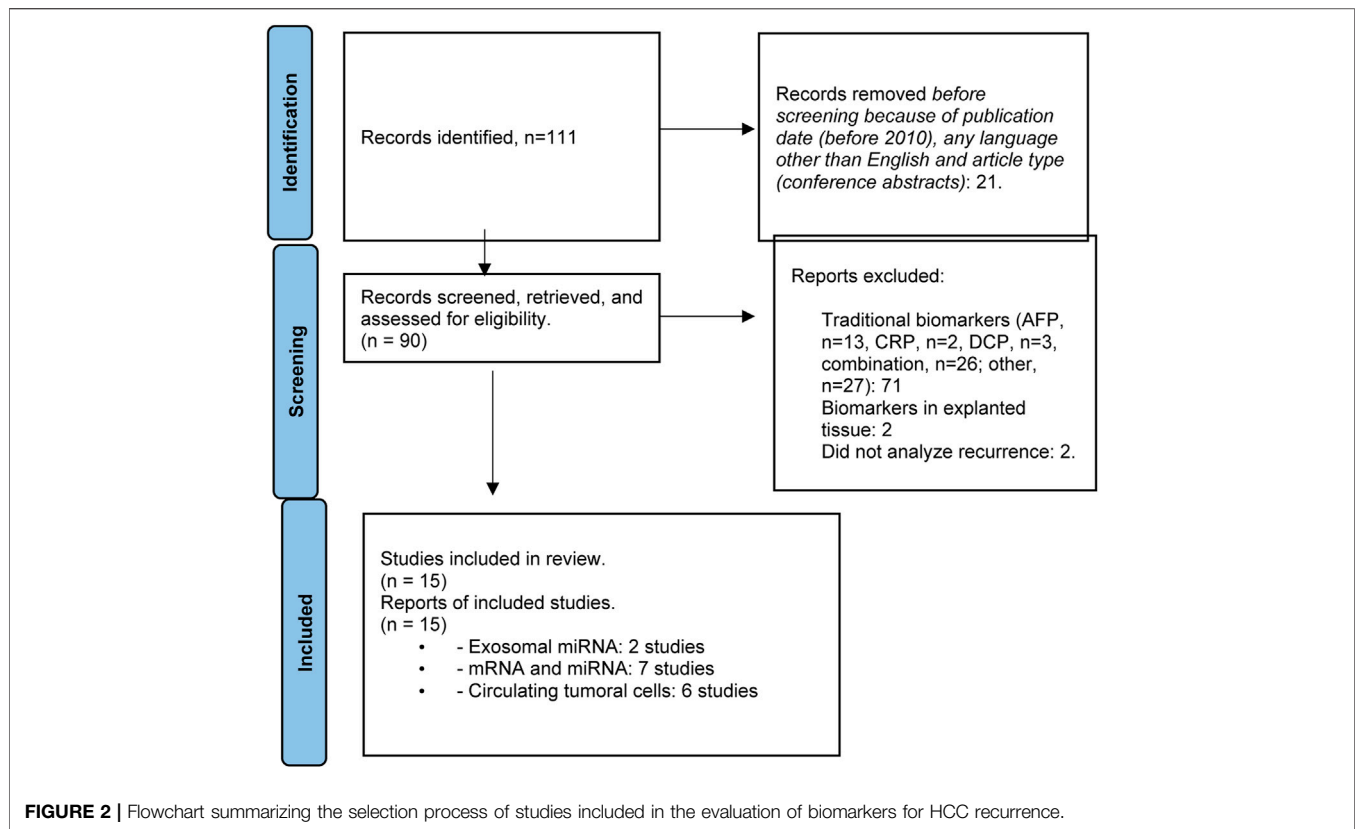 Identification
Records identified, n=111
Records removed before
screening because of publication
date (before 2010), any language
other than English and article type
(conference abstracts): 21.
Screening
Records screened, retrieved, and
assessed for eligibility.
(n = 90)
Reports excluded:
Traditional biomarkers (AFP,
n=13, CRP, n=2, DCP, n=3,
combination, n=26; other,
n=27): 71
Biomarkers in explanted
tissue: 2
Did not analyze recurrence: 2.
Included
Studies included in review.
(n = 15)
Reports of included studies.
(n = 15)
• - Exosomal miRNA: 2 studies
• - mRNA and miRNA: 7 studies
• - Circulating tumoral cells: 6 studies
FIGURE 2 | Flowchart summarizing the selection process of studies included in the evaluation of biomarkers for HCC recurrence.